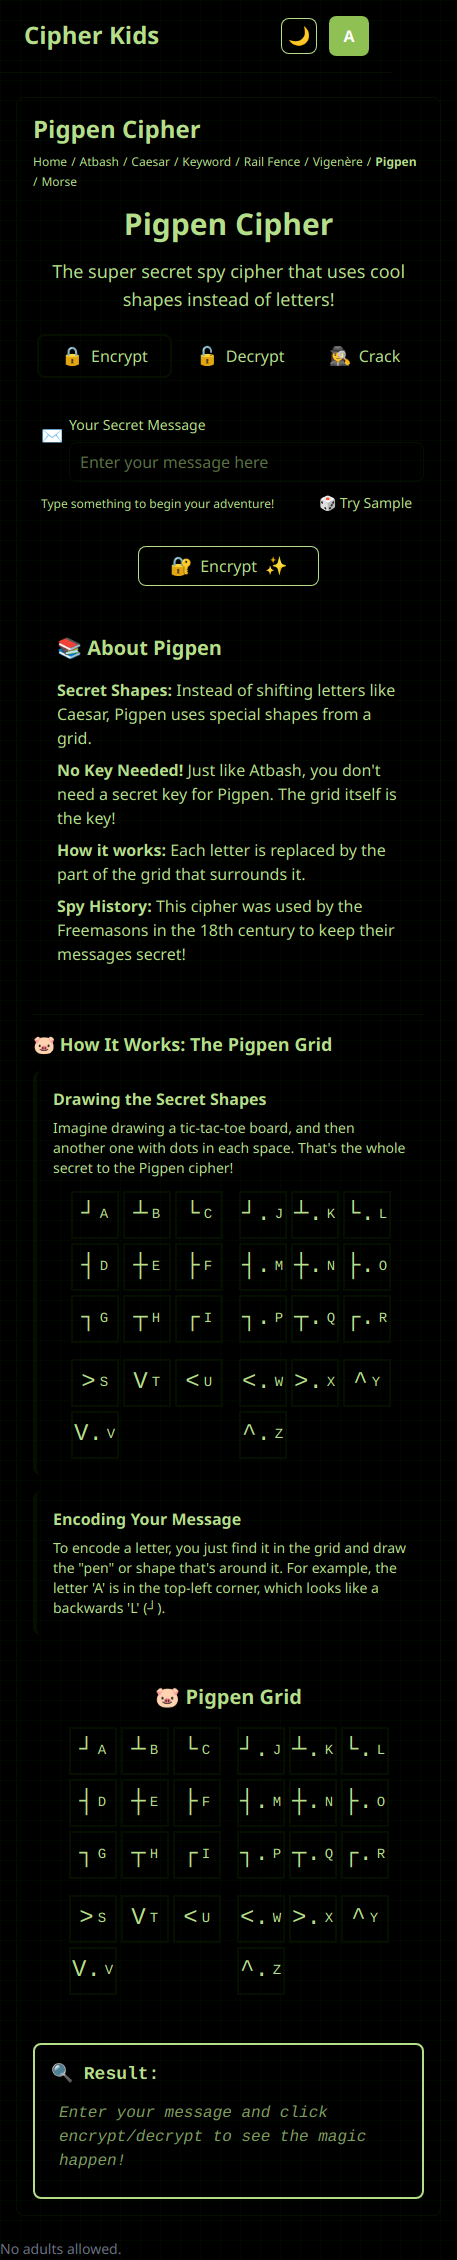 Cipher Kids
🌙
A
Pigpen Cipher
Home / Atbash / Caesar / Keyword / Rail Fence / Vigenère / Pigpen
/ Morse
Pigpen Cipher
The super secret spy cipher that uses cool
shapes instead of letters!
🔒 Encrypt 🔓 Decrypt 🕵️ Crack
✉️ Your Secret Message
Enter your message here
Type something to begin your adventure! 🎲 Try Sample
🔐 Encrypt ✨
📚 About Pigpen
Secret Shapes: Instead of shifting letters like
Caesar, Pigpen uses special shapes from a
grid.
No Key Needed! Just like Atbash, you don't
need a secret key for Pigpen. The grid itself is
the key!
How it works: Each letter is replaced by the
part of the grid that surrounds it.
Spy History: This cipher was used by the
Freemasons in the 18th century to keep their
messages secret!
🐷 How It Works: The Pigpen Grid
Drawing the Secret Shapes
Imagine drawing a tic-tac-toe board, and then
another one with dots in each space. That's the whole
secret to the Pigpen cipher!
┘ A ┴ B └ C ┘. J ┴. K └. L
┤ D ┼ E ├ F ┤. M ┼. N ├. O
┐ G ┬ H ┌ I ┐. P ┬. Q ┌. R
> S V T < U <. W >. X ^ Y
V. V ^. Z
Encoding Your Message
To encode a letter, you just find it in the grid and draw
the "pen" or shape that's around it. For example, the
letter 'A' is in the top-left corner, which looks like a
backwards 'L' (┘).
🐷 Pigpen Grid
┘ A ┴ B └ C ┘. J ┴. K └. L
┤ D ┼ E ├ F ┤. M ┼. N ├. O
┐ G ┬ H ┌ I ┐. P ┬. Q ┌. R
> S V T < U <. W >. X ^ Y
V. V ^. Z
🔍 Result:
Enter your message and click
encrypt/decrypt to see the magic
happen!
No adults allowed.